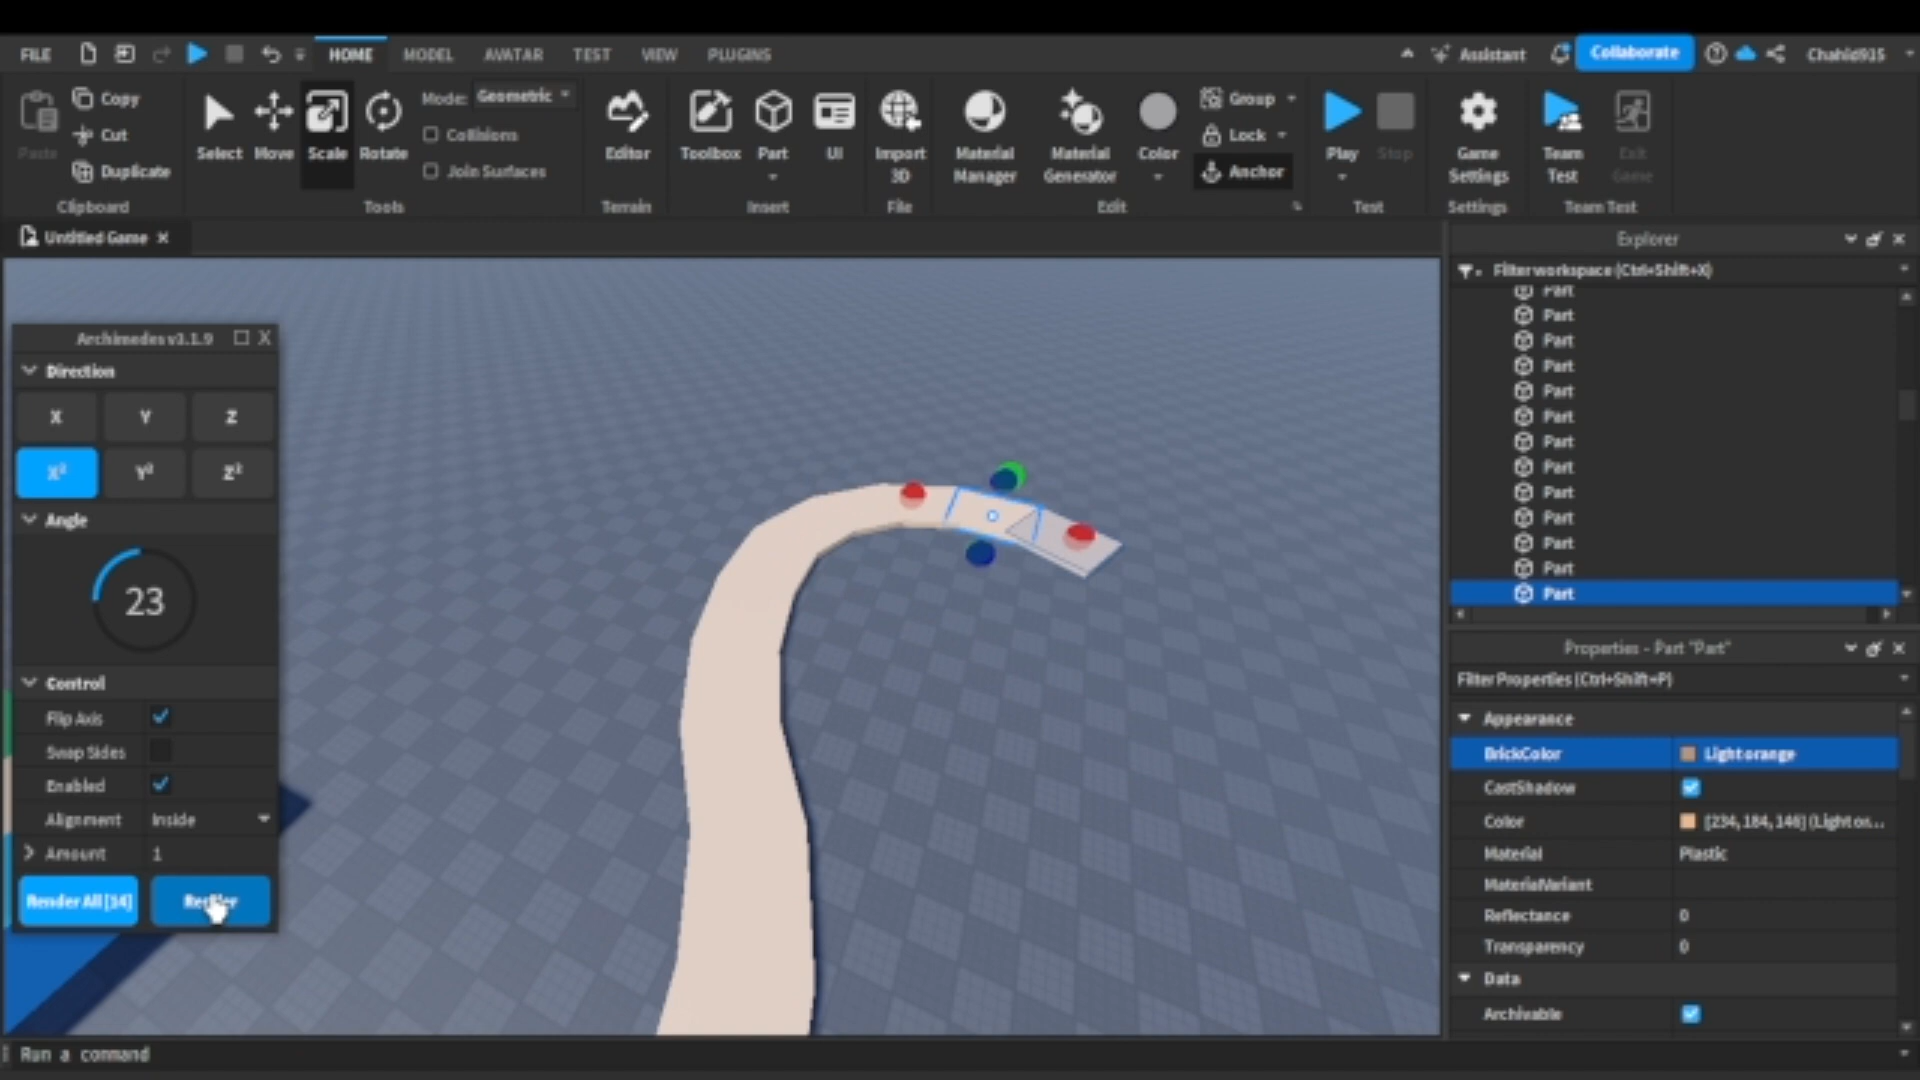 FILE HOME MODEL AVATAR TEST VIEW PLUGINS Assistant Collaborate Chahid915
Paste Copy Cut Duplicate
Clipboard
Select Move Scale Rotate
Mode: Geometric
Collisions
Join Surfaces
Tools
Editor
Terrain
Toolbox Part UI
Insert
Import 3D
File
Material Manager
Material Generator
Color
Group
Lock
Anchor
Edit
Play Stop
Test
Game Settings
Settings
Team Test
Exit Game
Team Test
Untitled Game
Archimedes v3.1.9
Direction
X Y Z
X² Y² Z²
Angle
23
Control
Flip Axis
Swap Sides
Enabled
Alignment Inside
Amount 1
Render All [14] Render
Explorer
Filter workspace (Ctrl+Shift+X)
Part
Part
Part
Part
Part
Part
Part
Part
Part
Part
Part
Part
Part
Properties - Part "Part"
Filter Properties (Ctrl+Shift+P)
Appearance
BrickColor Light orange
CastShadow
Color [234, 184, 146] (Light or...
Material Plastic
MaterialVariant
Reflectance 0
Transparency 0
Data
Archivable
Run a command